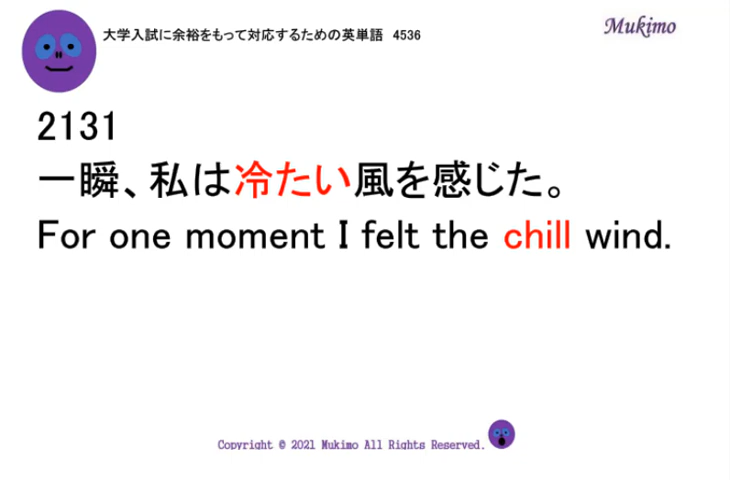 大学入試に余裕をもって対応するための英単語 4536
Mukimo
2131
一瞬、私は冷たい風を感じた。
For one moment I felt the chill wind.
Copyright © 2021 Mukimo All Rights Reserved.